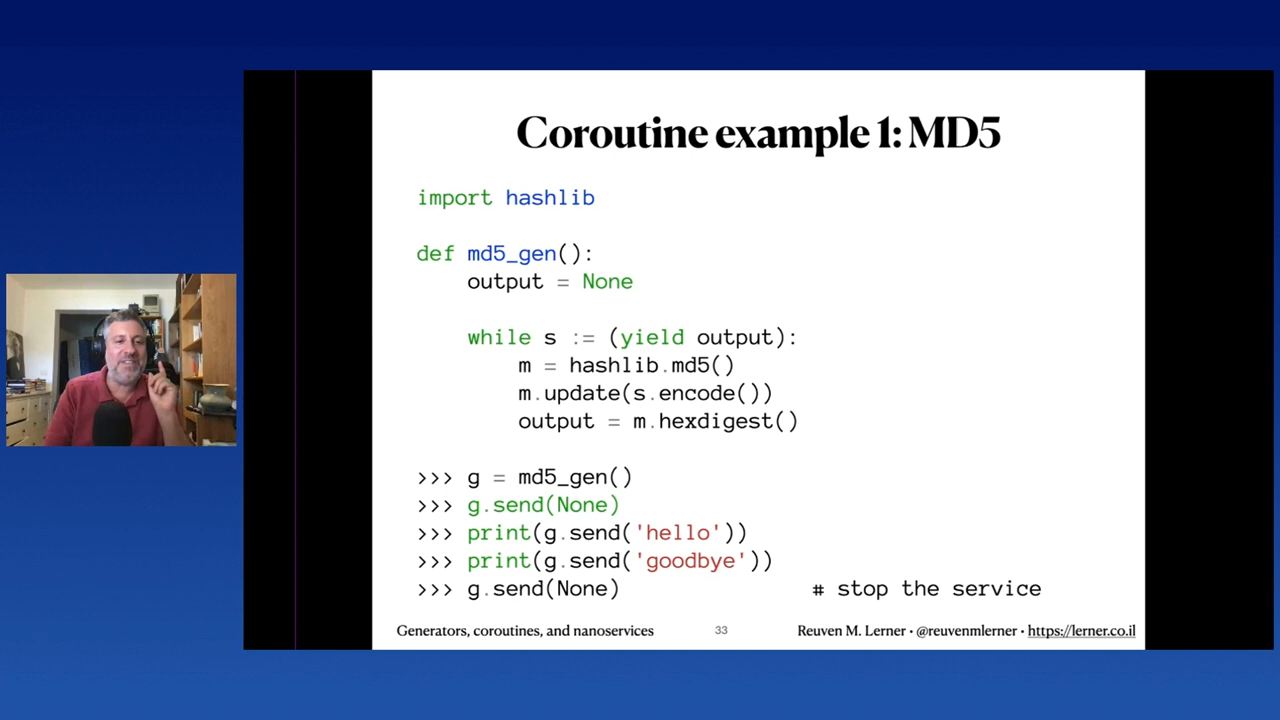 Coroutine example 1: MD5
import hashlib
def md5_gen():
    output = None
    while s := (yield output):
        m = hashlib.md5()
        m.update(s.encode())
        output = m.hexdigest()
>>> g = md5_gen()
>>> g.send(None)
>>> print(g.send('hello'))
>>> print(g.send('goodbye'))
>>> g.send(None) # stop the service
Generators, coroutines, and nanoservices 33 Reuven M. Lerner • @reuvenmlerner • https://lerner.co.il